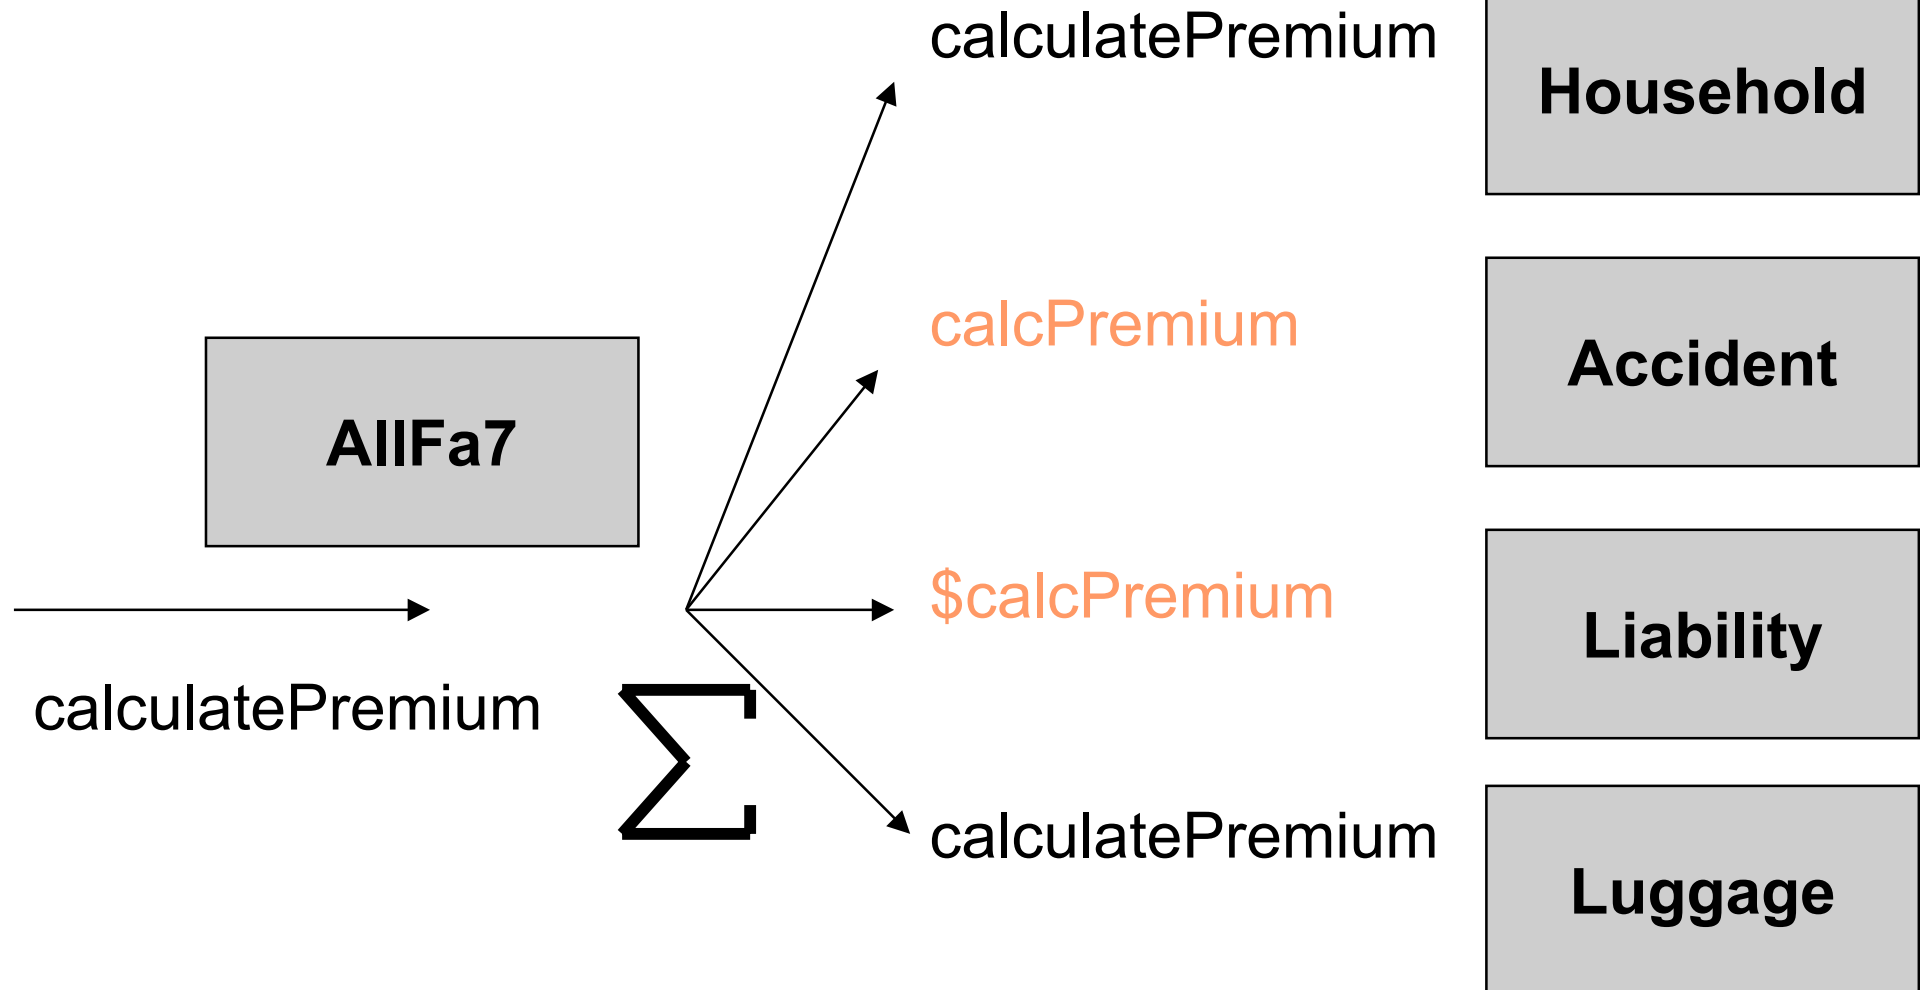 calculatePremium
Household
calcPremium
Accident
AllFa7
$calcPremium
Liability
calculatePremium
Σ
calculatePremium
Luggage